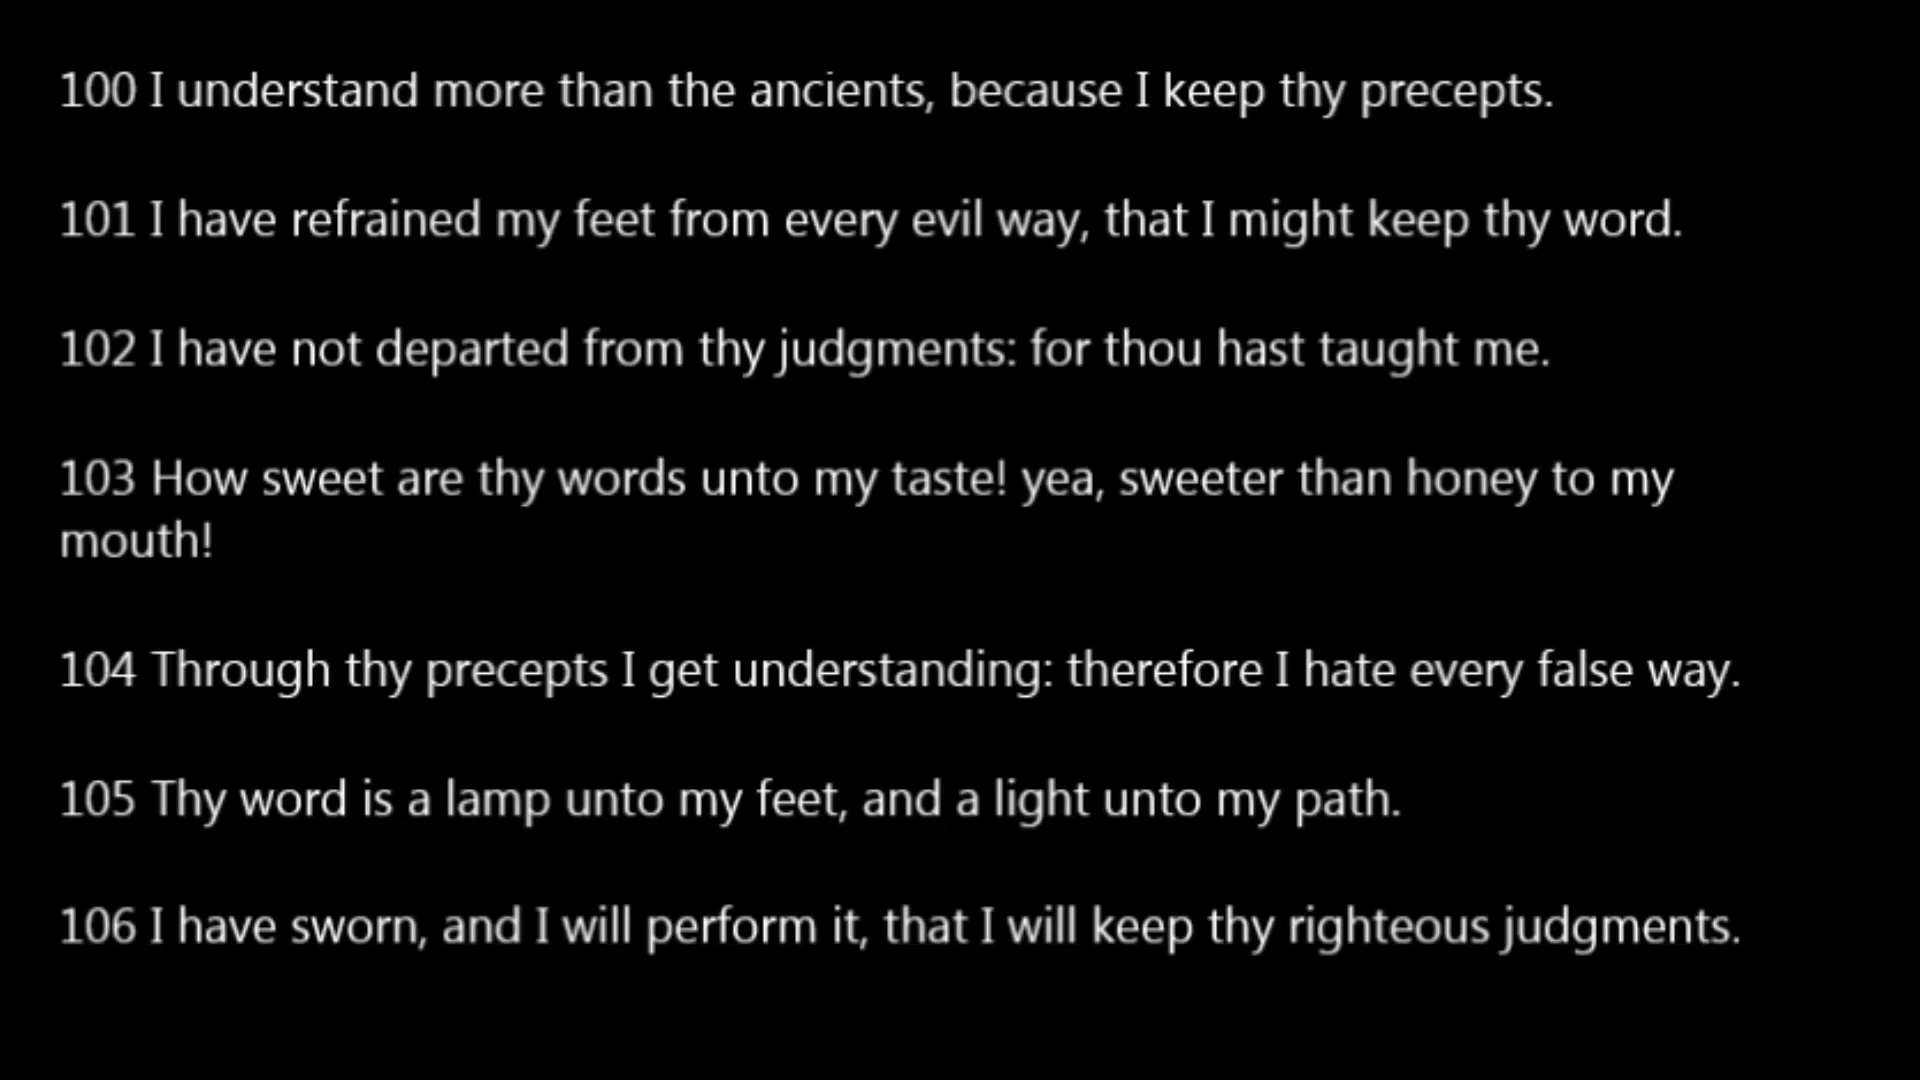 100 I understand more than the ancients, because I keep thy precepts.
101 I have refrained my feet from every evil way, that I might keep thy word.
102 I have not departed from thy judgments: for thou hast taught me.
103 How sweet are thy words unto my taste! yea, sweeter than honey to my
mouth!
104 Through thy precepts I get understanding: therefore I hate every false way.
105 Thy word is a lamp unto my feet, and a light unto my path.
106 I have sworn, and I will perform it, that I will keep thy righteous judgments.